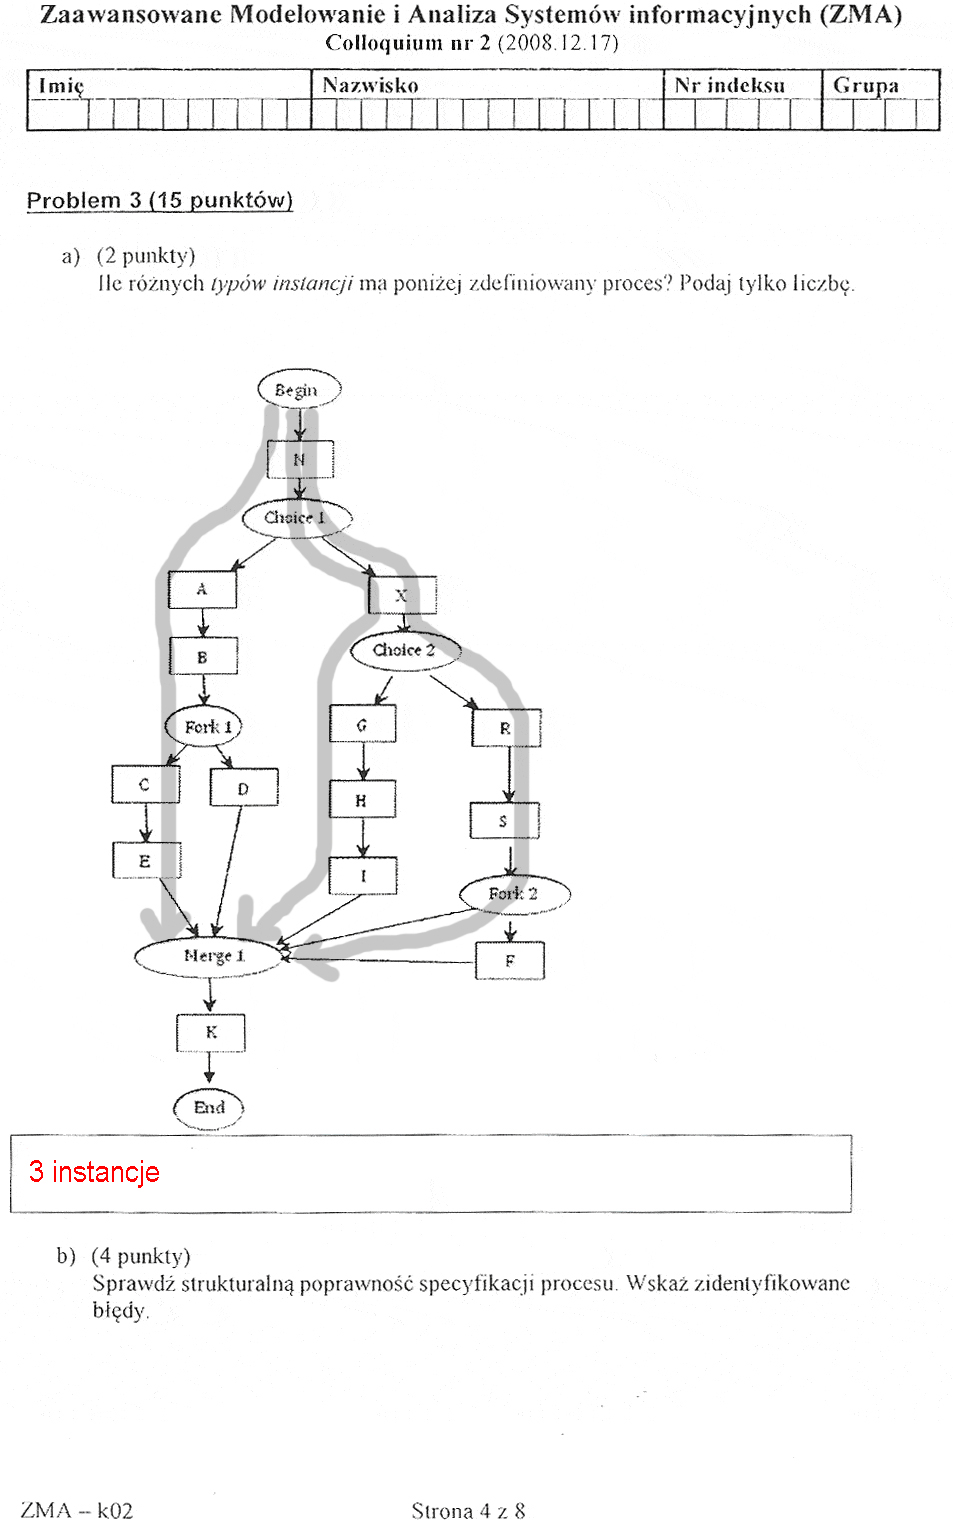 Zaawansowane Modelowanie i Analiza Systemów informacyjnych (ZMA)
Colloquium nr 2 (2008.12.17)
Imię Nazwisko Nr indeksu Grupa
Problem 3 (15 punktów)
a) (2 punkty)
Ile różnych typów instancji ma poniżej zdefiniowany proces? Podaj tylko liczbę.
Begin
N
Choice 1
A X
B Choice 2
Fork 1 G R
C D H S
E I Fork 2
Merge 1 F
K
End
3 instancje
b) (4 punkty)
Sprawdź strukturalną poprawność specyfikacji procesu. Wskaż zidentyfikowane
błędy.
ZMA – k02 Strona 4 z 8